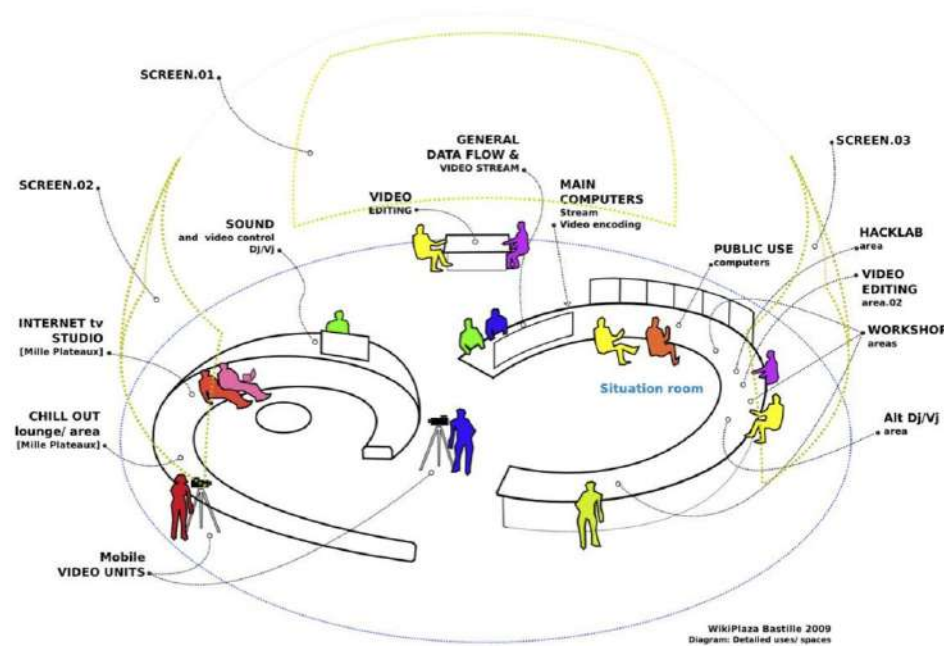 SCREEN.01
SCREEN.02
SOUND
and video control
DJ/Vj
VIDEO
EDITING
GENERAL
DATA FLOW &
VIDEO STREAM
MAIN
COMPUTERS
Stream
Video encoding
SCREEN.03
PUBLIC USE
computers
HACKLAB
area
VIDEO
EDITING
area.02
WORKSHOP
areas
Alt Dj/Vj
area
INTERNET tv
STUDIO
[Mille Plateaux]
CHILL OUT
lounge/ area
[Mille Plateaux]
Situation room
Mobile
VIDEO UNITS
WikiPlaza Bastille 2009
Diagram: Detailed uses/ spaces